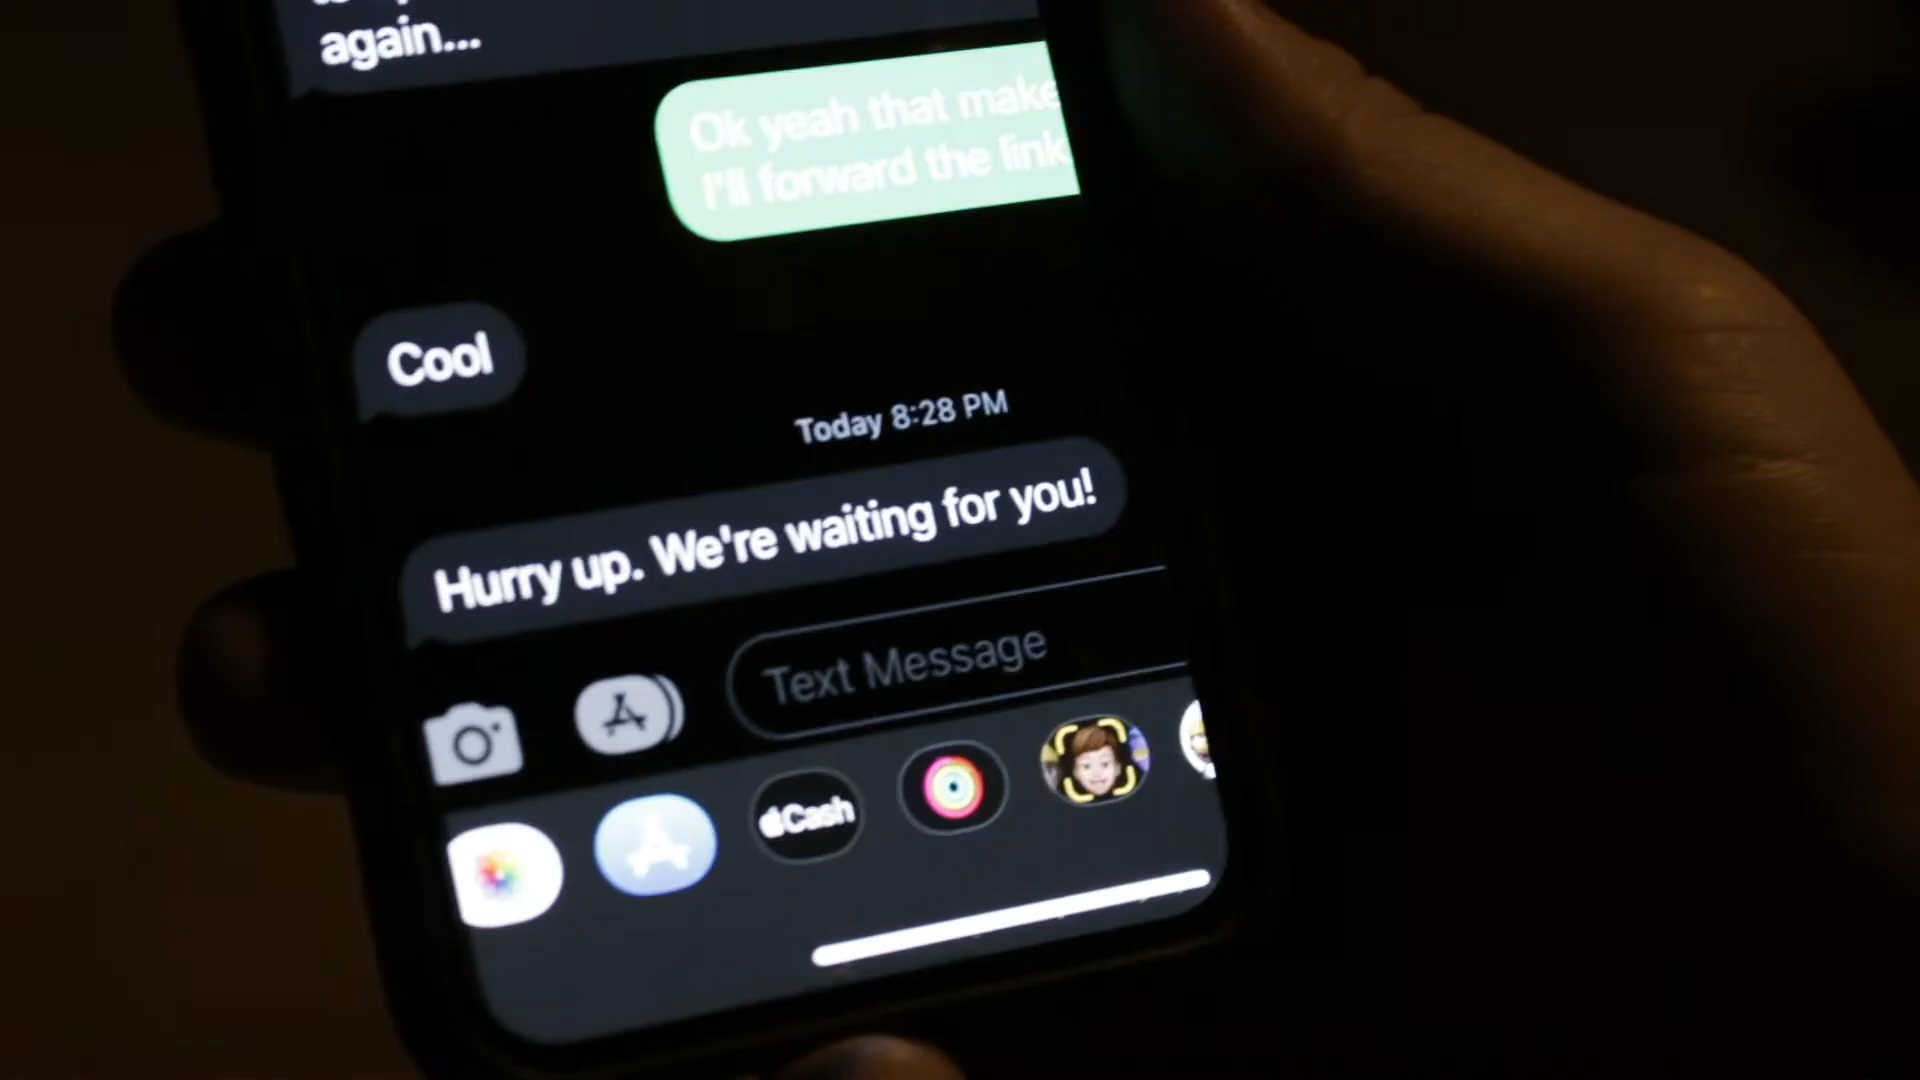 again...
Ok yeah that make
I'll forward the link
Cool
Today 8:28 PM
Hurry up. We're waiting for you!
Text Message
Cash